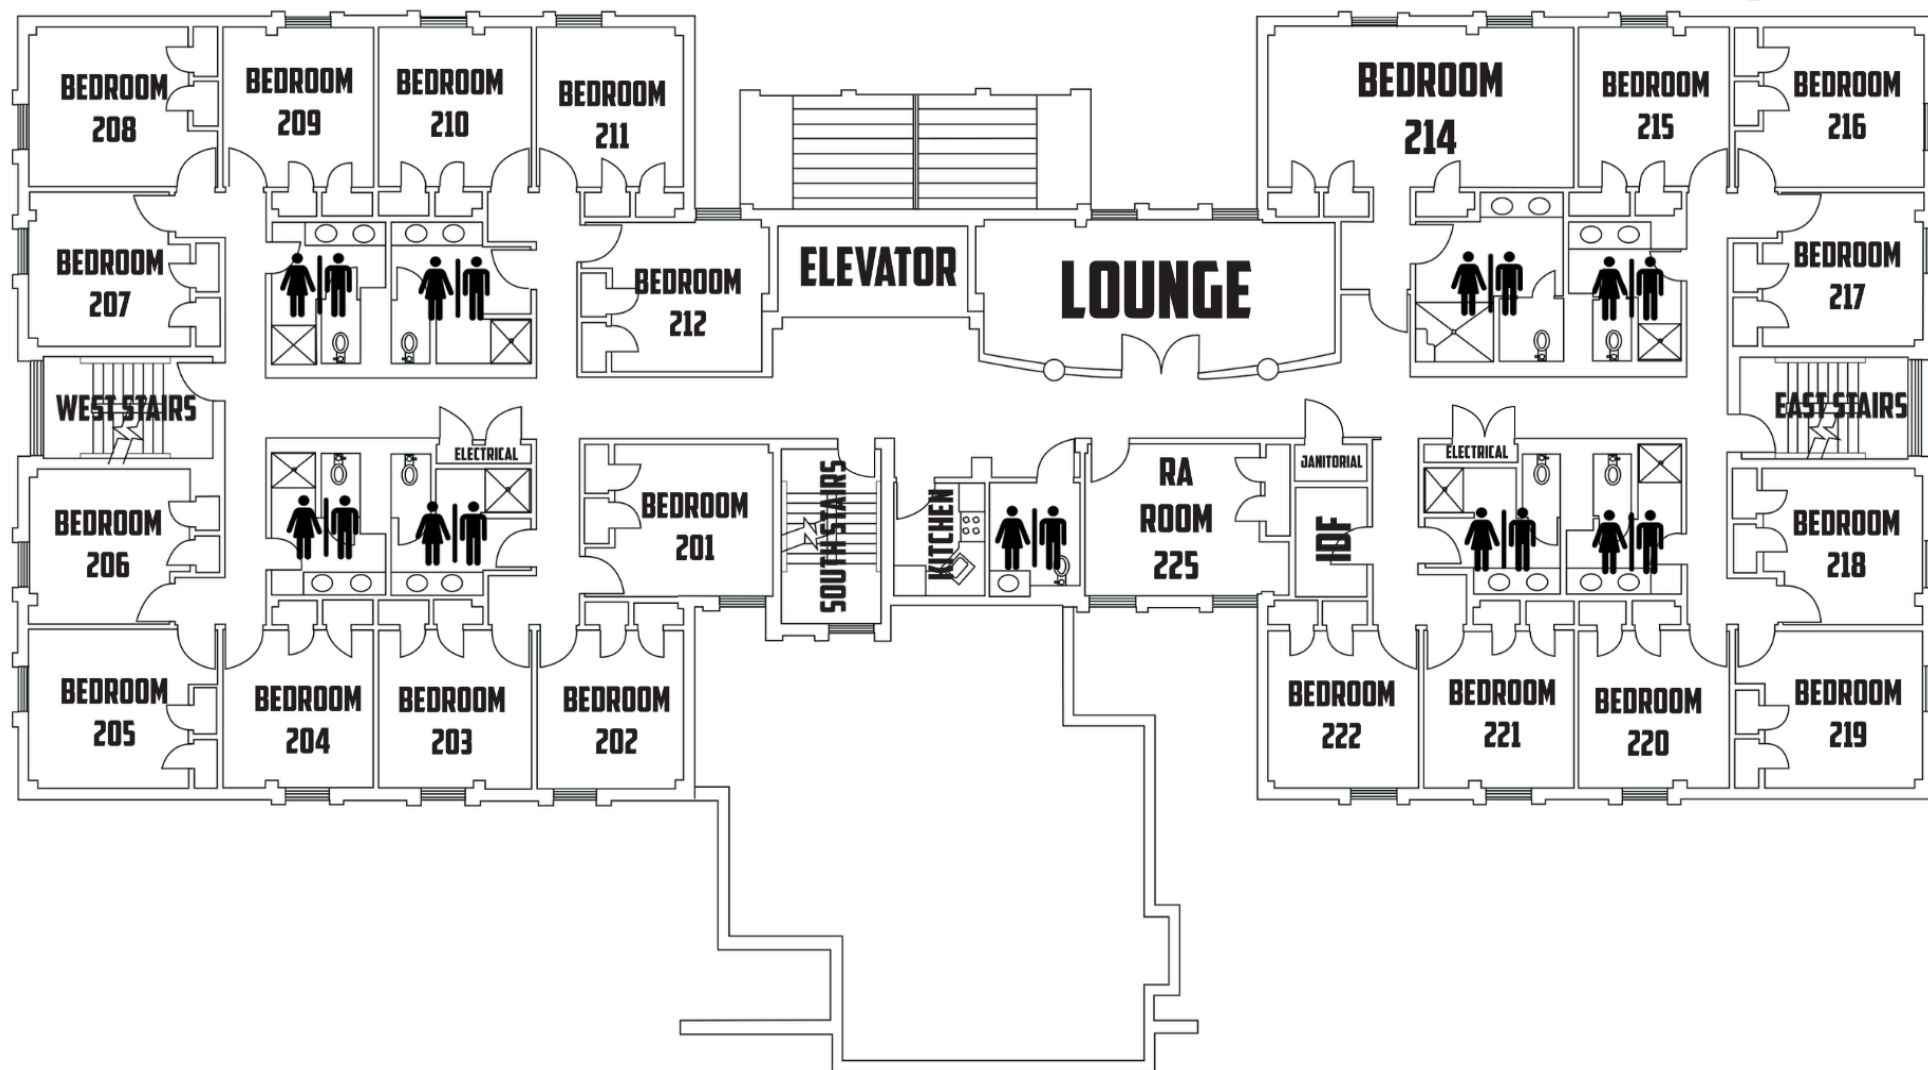 BEDROOM
208
BEDROOM
209
BEDROOM
210
BEDROOM
211
BEDROOM
214
BEDROOM
215
BEDROOM
216
BEDROOM
207
BEDROOM
212
ELEVATOR
LOUNGE
BEDROOM
217
WEST STAIRS
EAST STAIRS
ELECTRICAL
ELECTRICAL
JANITORIAL
BEDROOM
206
BEDROOM
201
SOUTH STAIRS
KITCHEN
RA
ROOM
225
IDF
BEDROOM
218
BEDROOM
205
BEDROOM
204
BEDROOM
203
BEDROOM
202
BEDROOM
222
BEDROOM
221
BEDROOM
220
BEDROOM
219